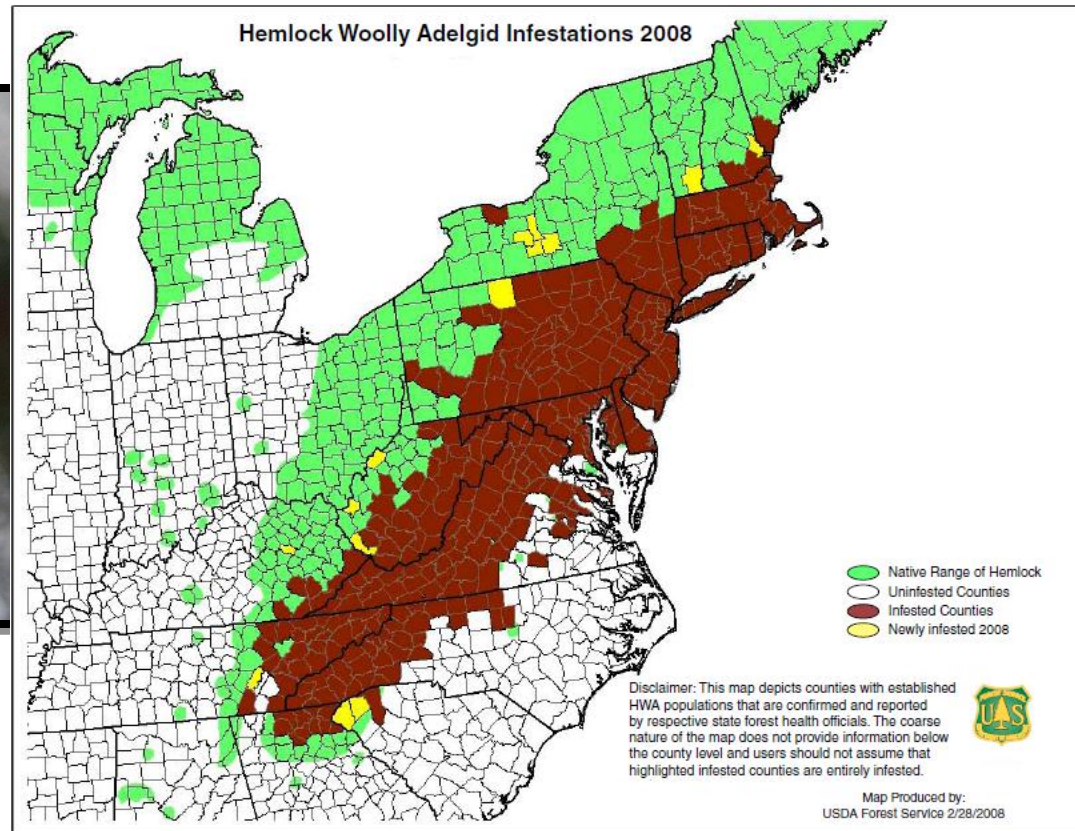 Hemlock Woolly Adelgid Infestations 2008
Native Range of Hemlock
Uninfested Counties
Infested Counties
Newly infested 2008
Disclaimer: This map depicts counties with established
HWA populations that are confirmed and reported
by respective state forest health officials. The coarse
nature of the map does not provide information below
the county level and users should not assume that
highlighted infested counties are entirely infested.
U S
Map Produced by:
USDA Forest Service 2/28/2008